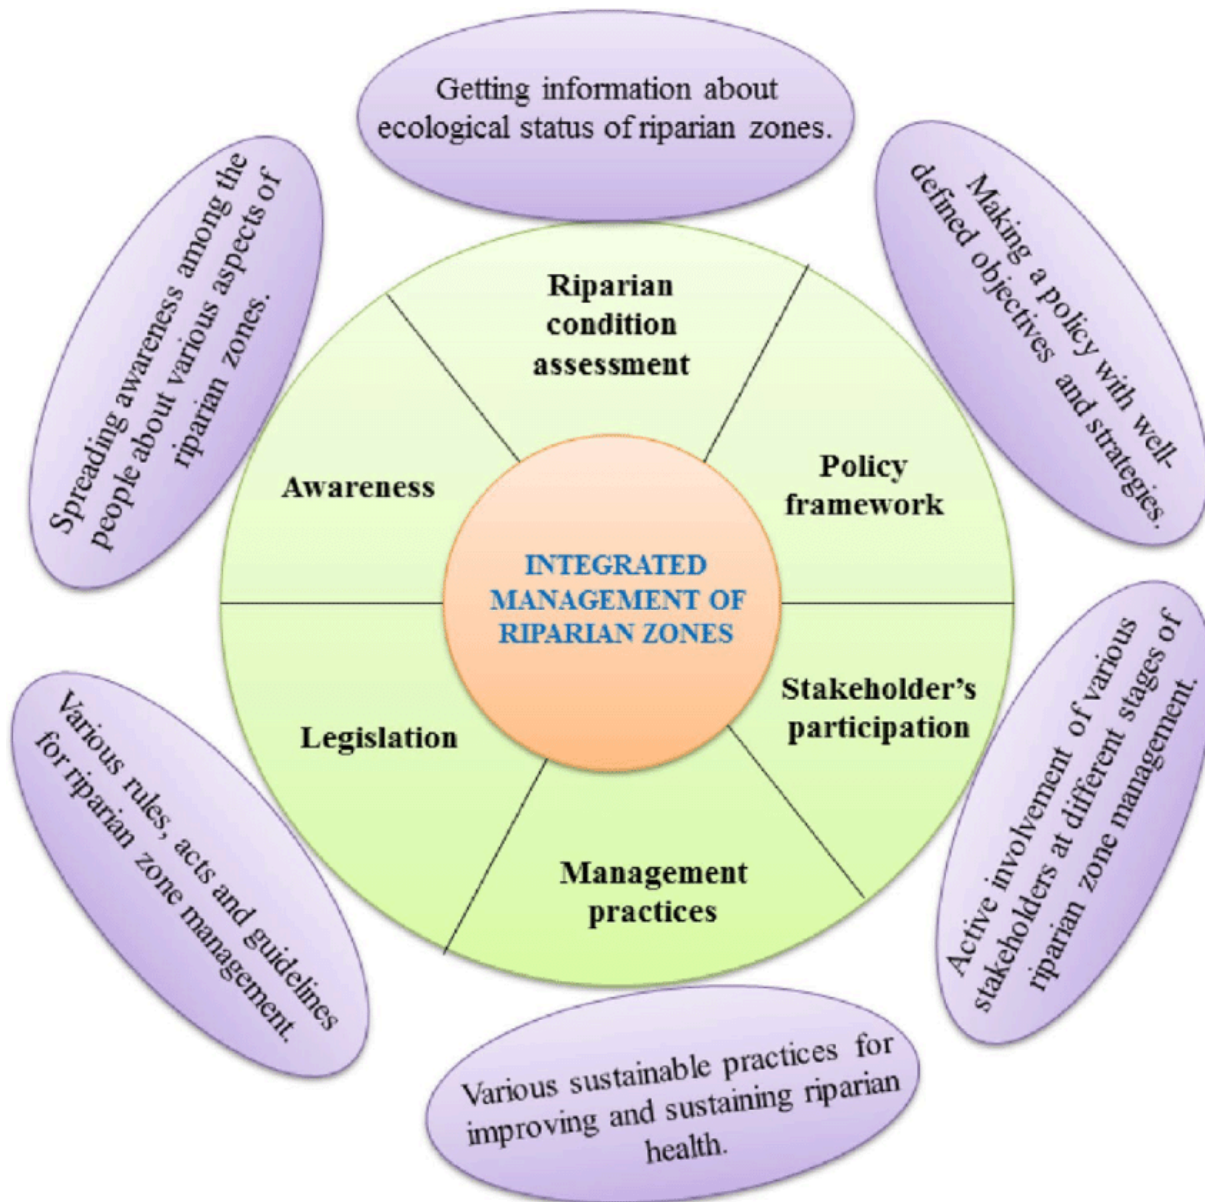 Getting information about
ecological status of riparian zones.
Making a policy with well-
defined objectives and strategies.
Active involvement of various
stakeholders at different stages of
riparian zone management.
Various sustainable practices for
improving and sustaining riparian
health.
Various rules, acts and guidelines
for riparian zone management.
Spreading awareness among the
people about various aspects of
riparian zones.
Riparian
condition
assessment
Policy
framework
Stakeholder’s
participation
Management
practices
Legislation
Awareness
INTEGRATED
MANAGEMENT OF
RIPARIAN ZONES